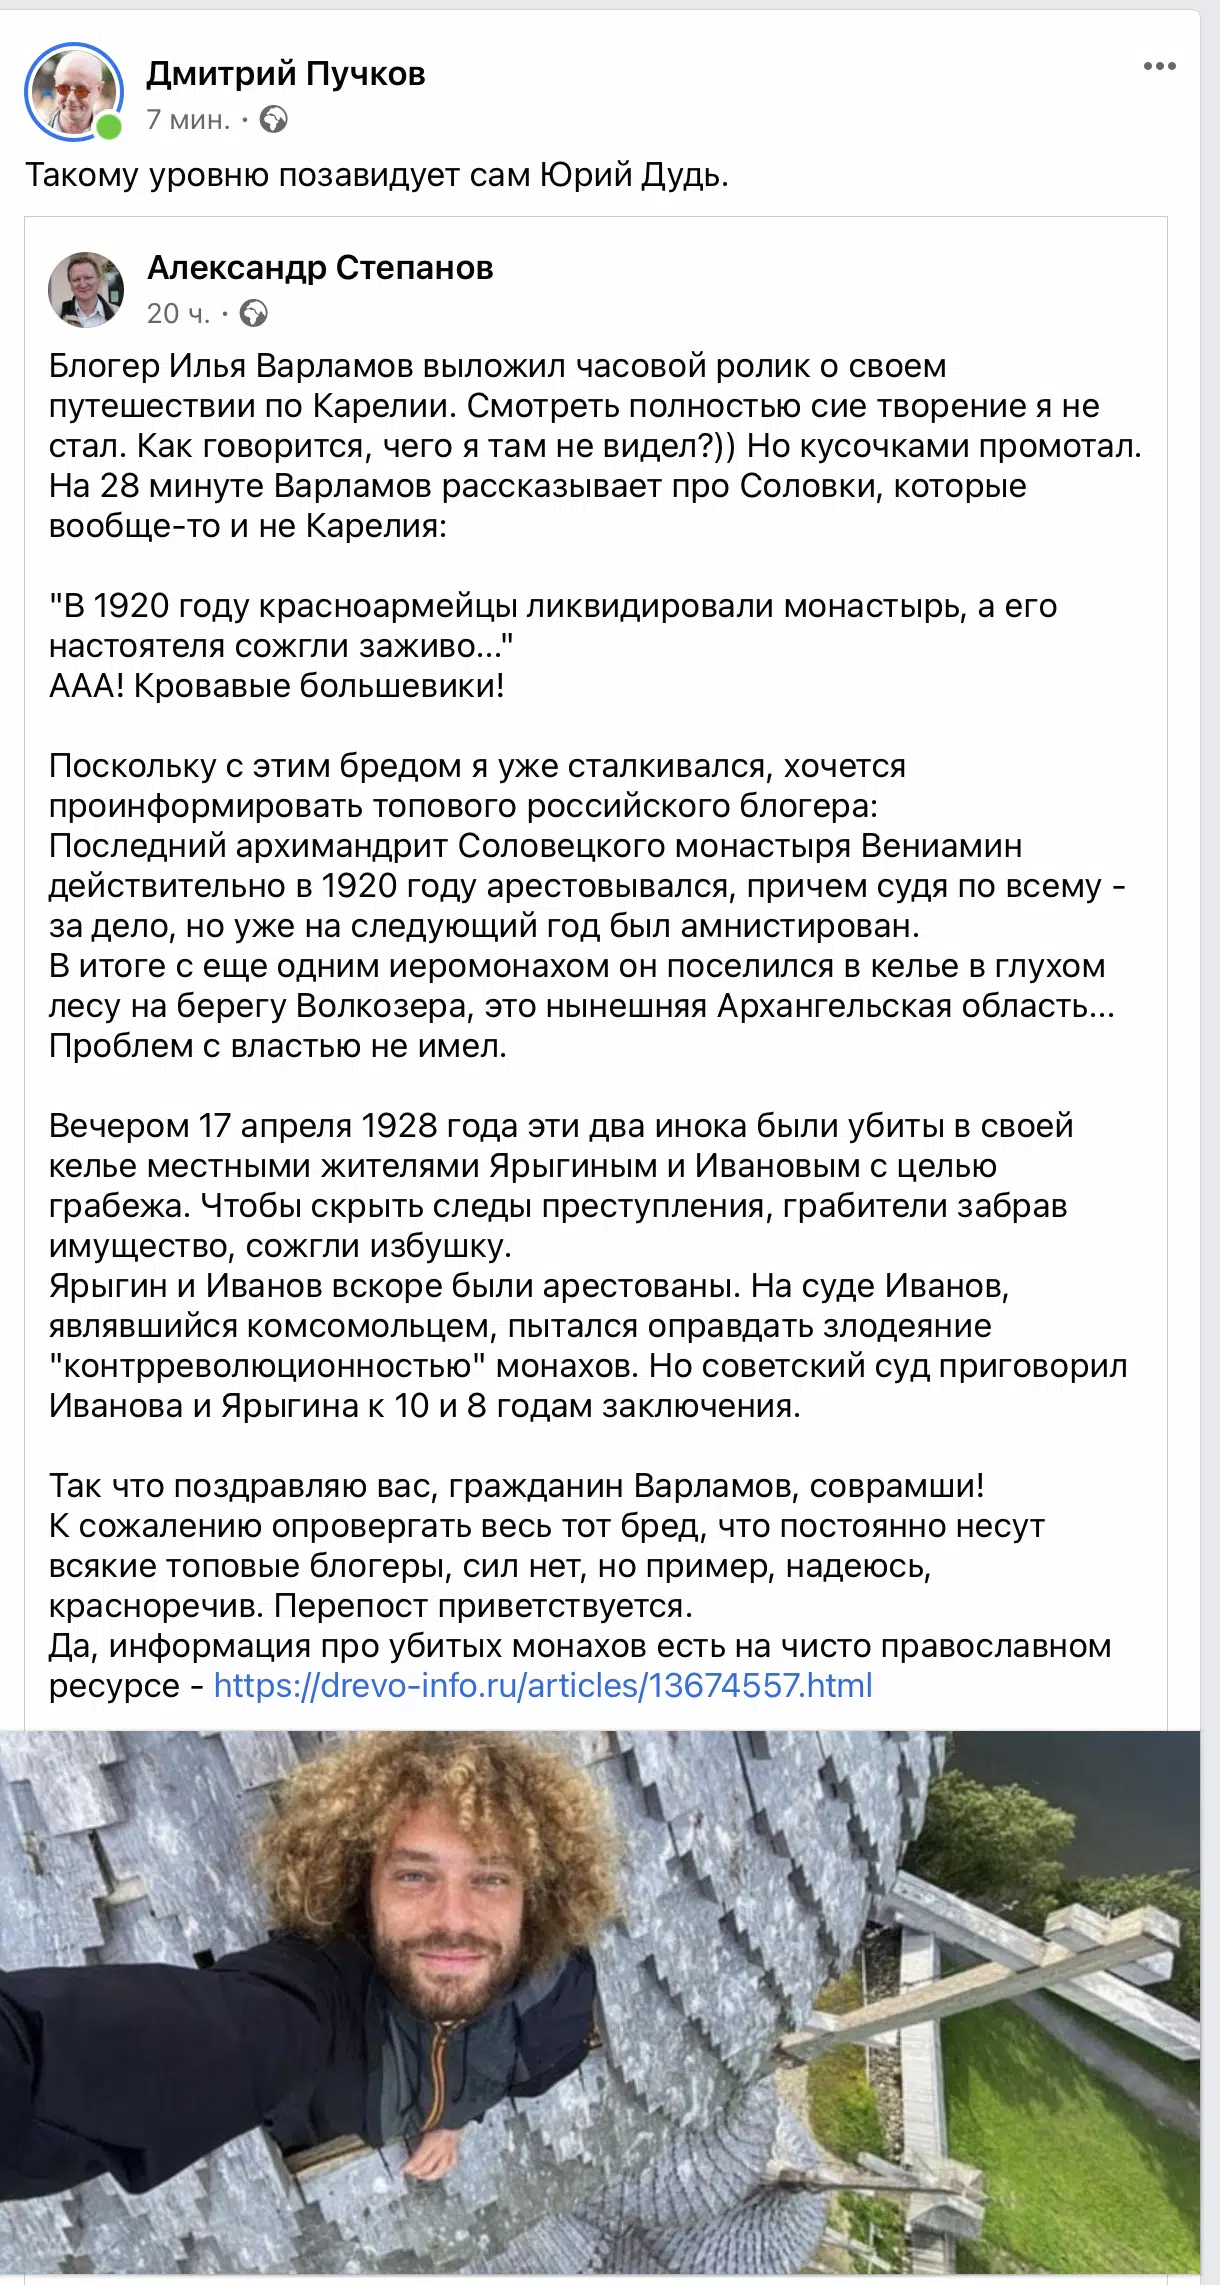 Дмитрий Пучков
7 мин. ·
Такому уровню позавидует сам Юрий Дудь.
Александр Степанов
20 ч. ·
Блогер Илья Варламов выложил часовой ролик о своем
путешествии по Карелии. Смотреть полностью сие творение я не
стал. Как говорится, чего я там не видел?)) Но кусочками промотал.
На 28 минуте Варламов рассказывает про Соловки, которые
вообще-то и не Карелия:
"В 1920 году красноармейцы ликвидировали монастырь, а его
настоятеля сожгли заживо..."
ААА! Кровавые большевики!
Поскольку с этим бредом я уже сталкивался, хочется
проинформировать топового российского блогера:
Последний архимандрит Соловецкого монастыря Вениамин
действительно в 1920 году арестовывался, причем судя по всему -
за дело, но уже на следующий год был амнистирован.
В итоге с еще одним иеромонахом он поселился в келье в глухом
лесу на берегу Волкозера, это нынешняя Архангельская область...
Проблем с властью не имел.
Вечером 17 апреля 1928 года эти два инока были убиты в своей
келье местными жителями Ярыгиным и Ивановым с целью
грабежа. Чтобы скрыть следы преступления, грабители забрав
имущество, сожгли избушку.
Ярыгин и Иванов вскоре были арестованы. На суде Иванов,
являвшийся комсомольцем, пытался оправдать злодеяние
"контрреволюционностью" монахов. Но советский суд приговорил
Иванова и Ярыгина к 10 и 8 годам заключения.
Так что поздравляю вас, гражданин Варламов, соврамши!
К сожалению опровергать весь тот бред, что постоянно несут
всякие топовые блогеры, сил нет, но пример, надеюсь,
красноречив. Перепост приветствуется.
Да, информация про убитых монахов есть на чисто православном
ресурсе - https://drevo-info.ru/articles/13674557.html